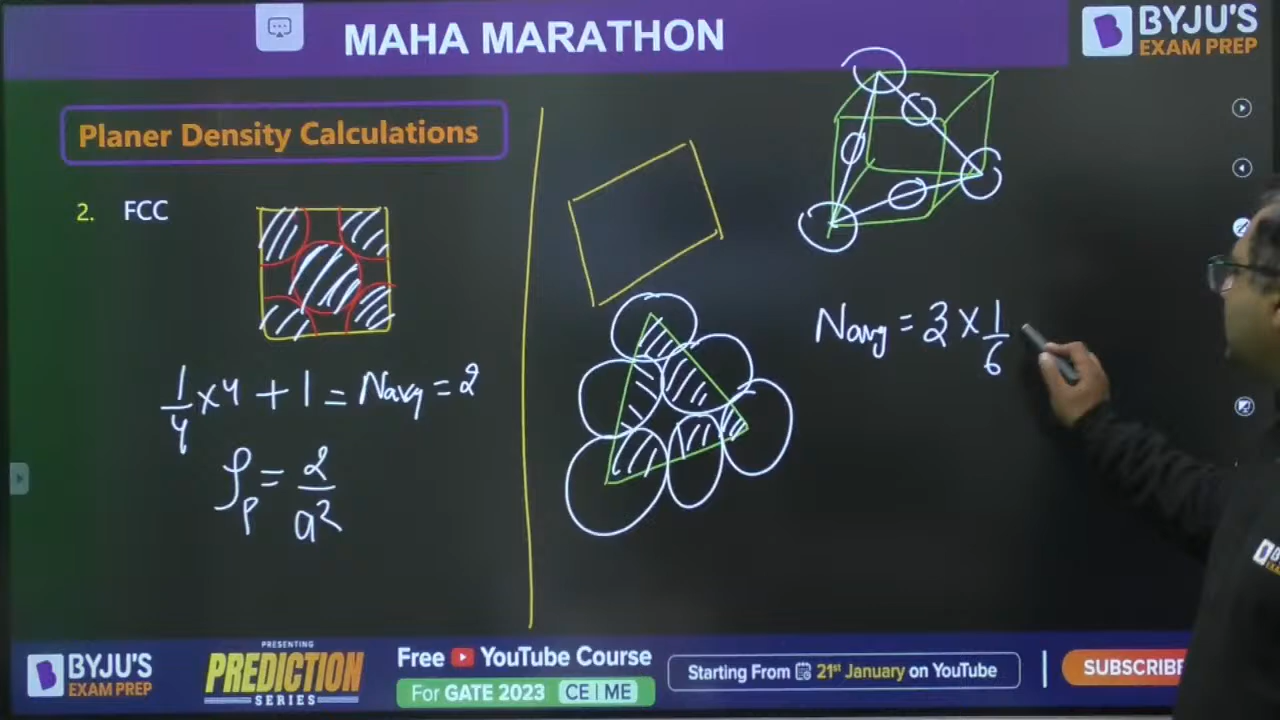 MAHA MARATHON
BYJU'S
EXAM PREP
Planer Density Calculations
2. FCC
1/4 × 4 + 1 = Navg = 2
ρp = 2/a²
Navg = 3 × 1/6
BYJU'S
EXAM PREP
PRESENTING
PREDICTION
SERIES
Free YouTube Course
For GATE 2023 CE | ME
Starting From 21st January on YouTube
SUBSCRIBE